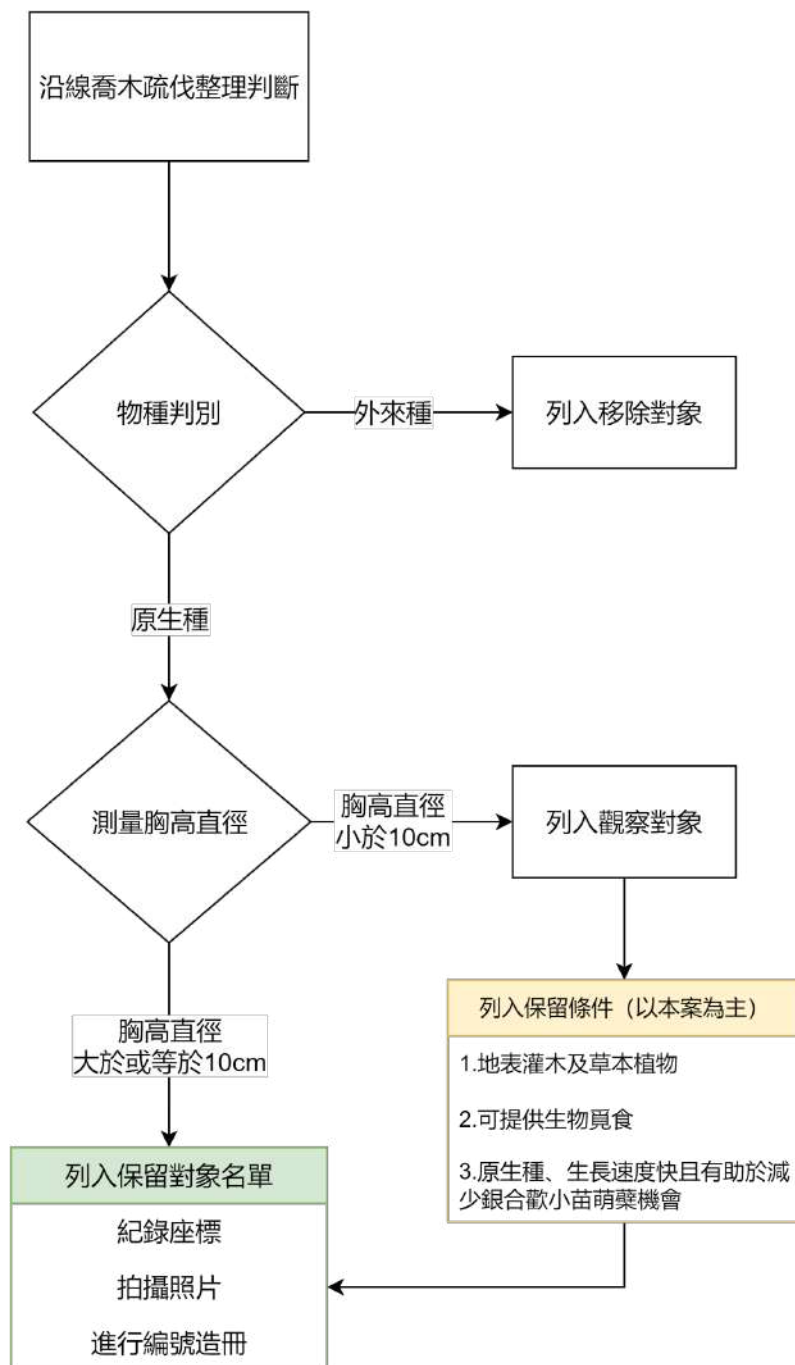 沿線喬木疏伐整理判斷
物種判別
外來種
列入移除對象
原生種
測量胸高直徑
胸高直徑
小於10cm
列入觀察對象
胸高直徑
大於或等於10cm
列入保留條件（以本案為主）
1.地表灌木及草本植物
2.可提供生物覓食
3.原生種、生長速度快且有助於減
少銀合歡小苗萌蘗機會
列入保留對象名單
紀錄座標
拍攝照片
進行編號造冊